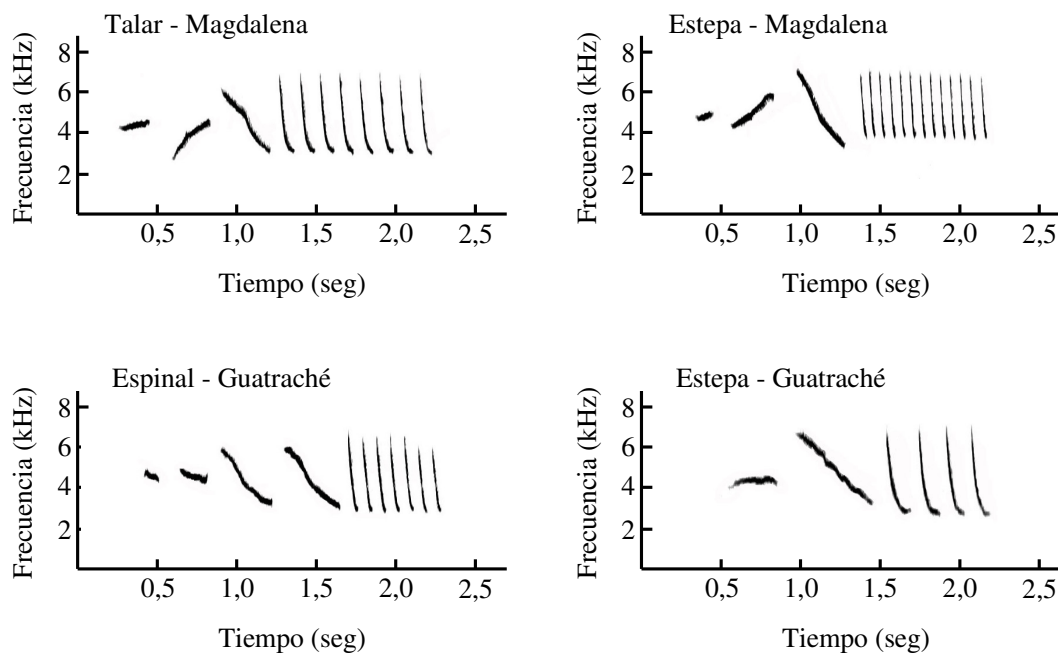 Talar - Magdalena
Frecuencia (kHz)
8
6
4
2
0,5 1,0 1,5 2,0 2,5
Tiempo (seg)
Estepa - Magdalena
Frecuencia (kHz)
8
6
4
2
0,5 1,0 1,5 2,0 2,5
Tiempo (seg)
Espinal - Guatraché
Frecuencia (kHz)
8
6
4
2
0,5 1,0 1,5 2,0 2,5
Tiempo (seg)
Estepa - Guatraché
Frecuencia (kHz)
8
6
4
2
0,5 1,0 1,5 2,0 2,5
Tiempo (seg)